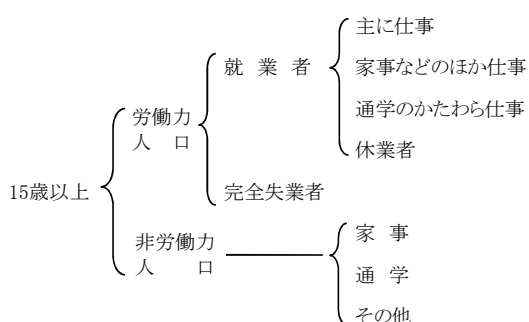 主に仕事
就業者
家事などのほか仕事
労働力
人口
通学のかたわら仕事
休業者
15歳以上
完全失業者
非労働力
人口
家事
通学
その他